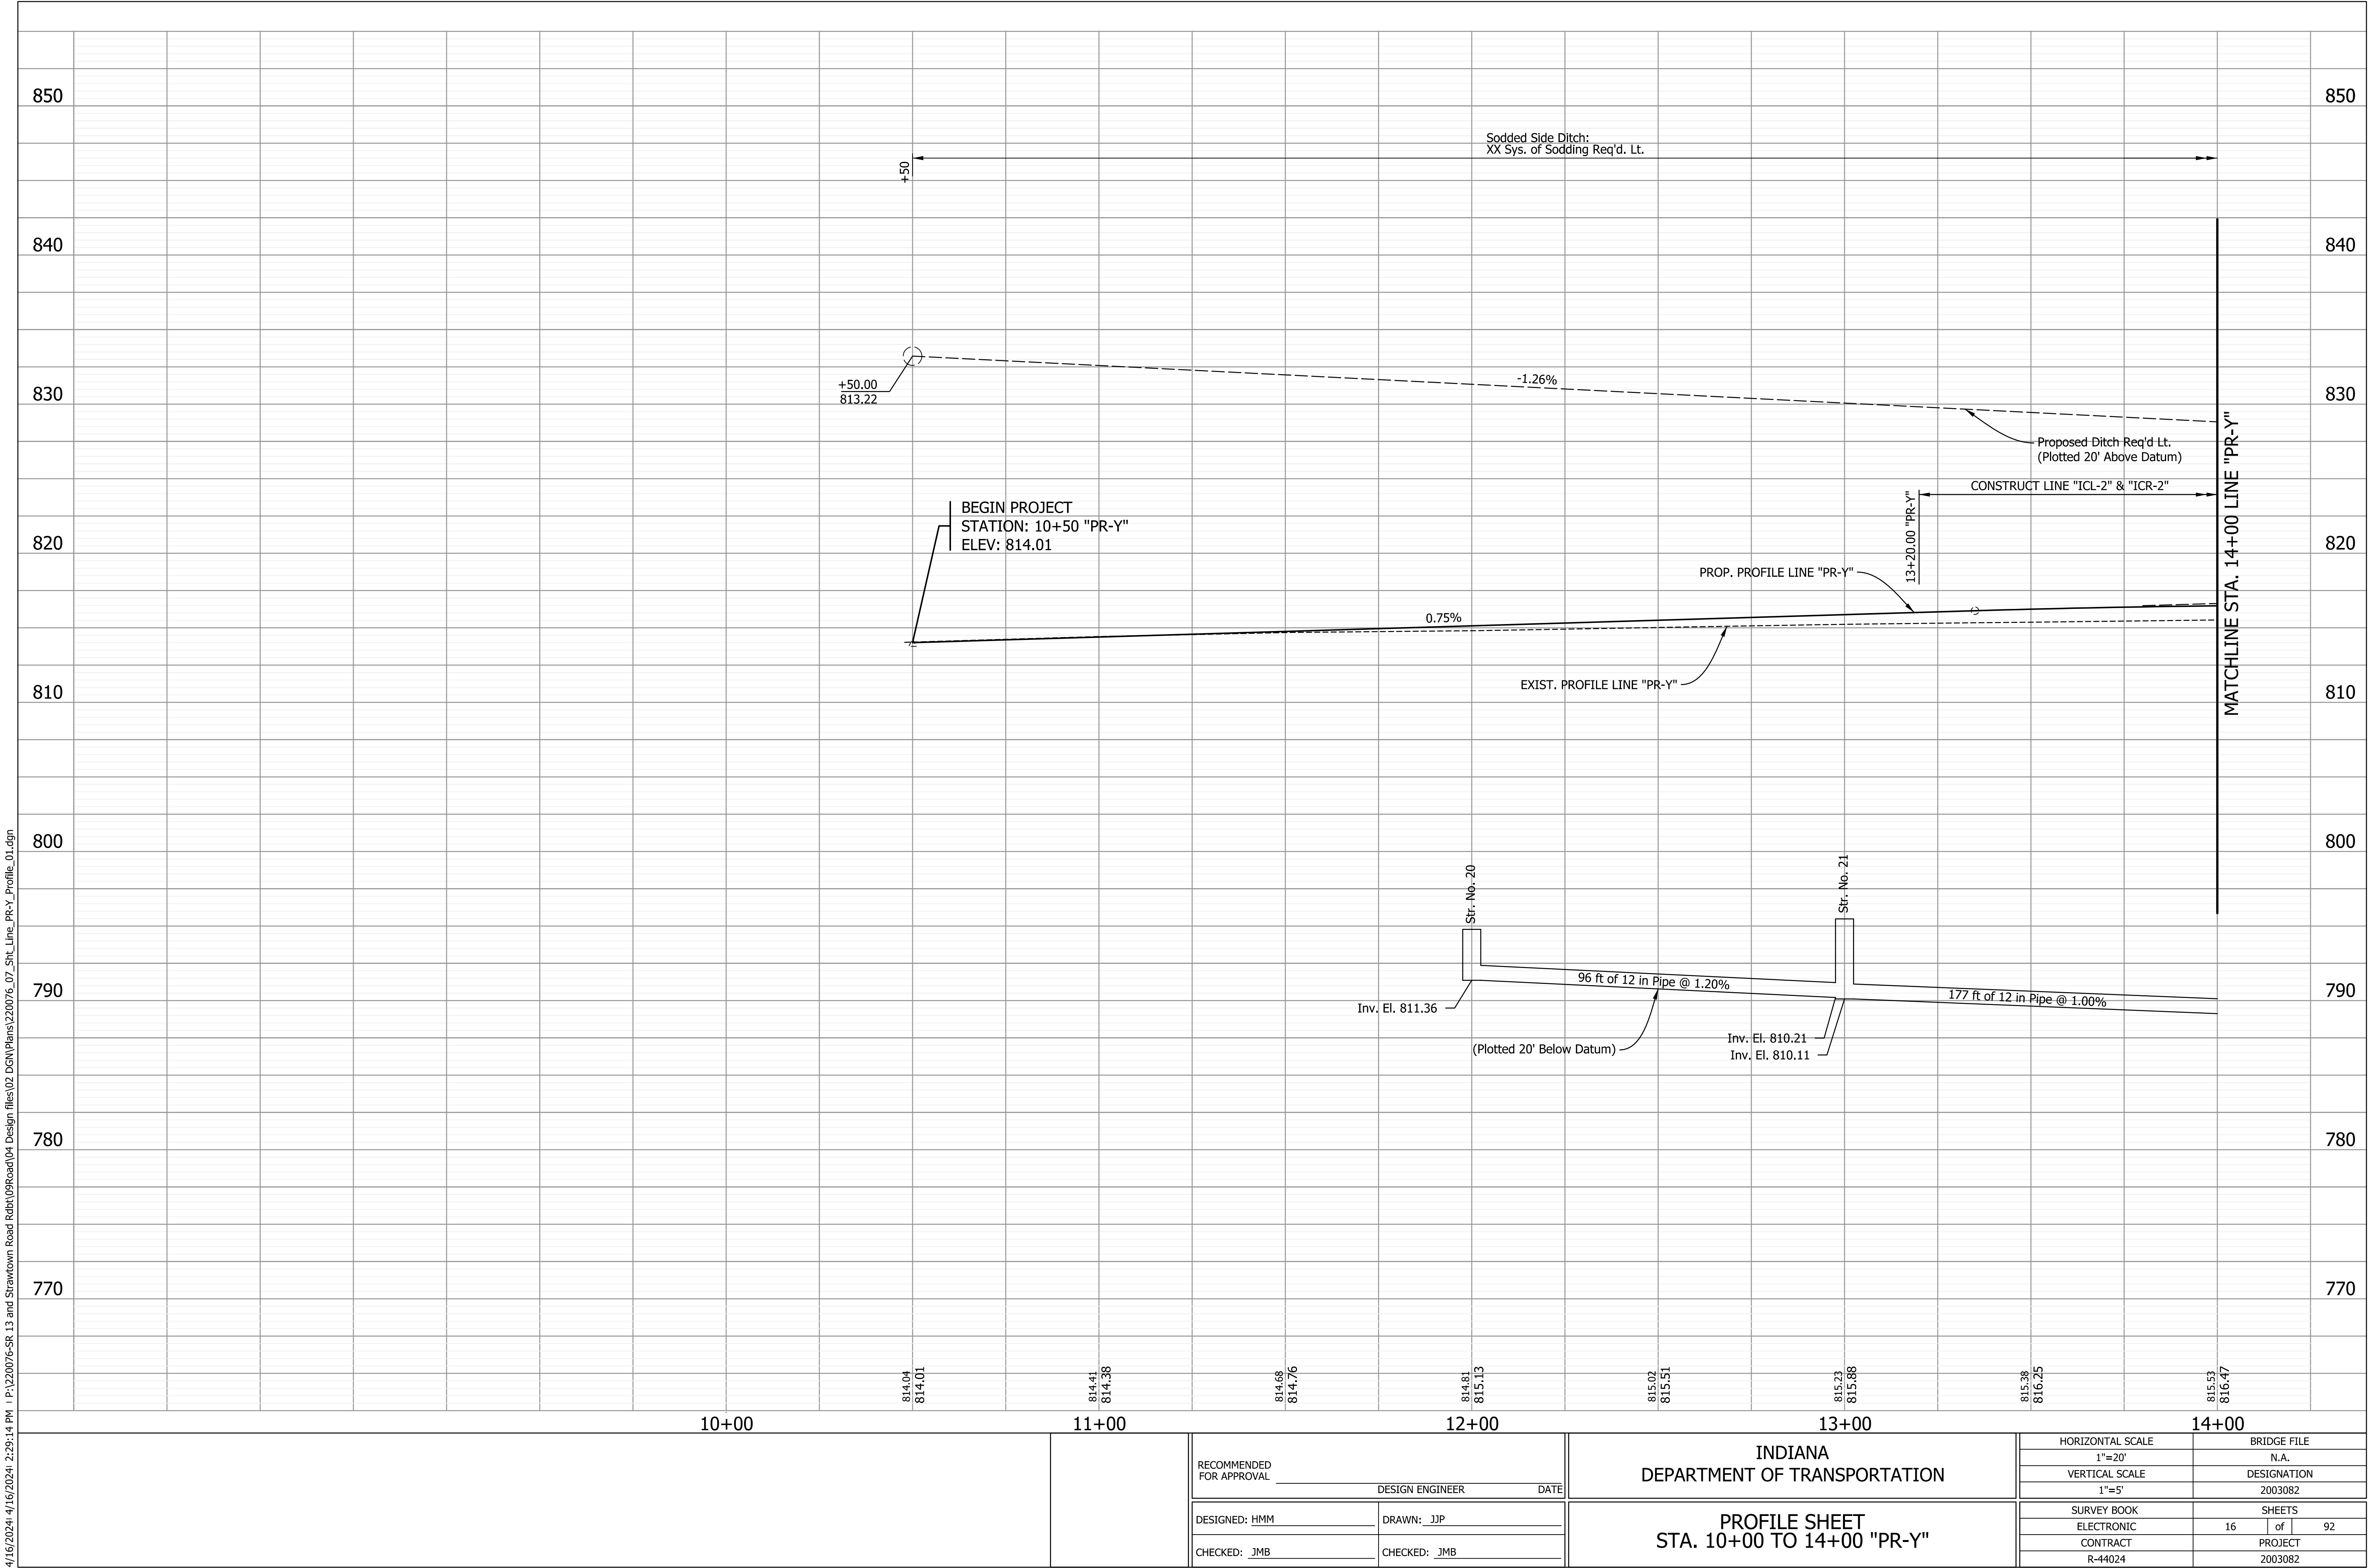 850
850
Sodded Side Ditch:
XX Sys. of Sodding Req'd. Lt.
+50
840
840
830
830
+50.00
813.22
-1.26%
Proposed Ditch Req'd Lt.
(Plotted 20' Above Datum)
CONSTRUCT LINE "ICL-2" & "ICR-2"
13+20.00 "PR-Y"
MATCHLINE STA. 14+00 LINE "PR-Y"
BEGIN PROJECT
STATION: 10+50 "PR-Y"
ELEV: 814.01
820
820
PROP. PROFILE LINE "PR-Y"
0.75%
EXIST. PROFILE LINE "PR-Y"
810
810
800
800
Str. No. 20
Str. No. 21
790
790
96 ft of 12 in Pipe @ 1.20%
177 ft of 12 in Pipe @ 1.00%
Inv. El. 811.36
(Plotted 20' Below Datum)
Inv. El. 810.21
Inv. El. 810.11
780
780
770
770
814.04
814.01
814.41
814.38
814.68
814.76
814.81
815.13
815.02
815.51
815.23
815.88
815.38
816.25
815.53
816.47
10+00
11+00
12+00
13+00
14+00
4/16/2024 4/16/2024 2:29:14 PM P:\220076-SR 13 and Strawtown Road Rdbt\09Road\04 Design files\02 DGN\Plans\220076_07_Sht_Line_PR-Y_Profile_01.dgn
RECOMMENDED
FOR APPROVAL
DESIGN ENGINEER DATE
DESIGNED: HMM
DRAWN: JJP
CHECKED: JMB
CHECKED: JMB
INDIANA
DEPARTMENT OF TRANSPORTATION
PROFILE SHEET
STA. 10+00 TO 14+00 "PR-Y"
HORIZONTAL SCALE
BRIDGE FILE
1"=20'
N.A.
VERTICAL SCALE
DESIGNATION
1"=5'
2003082
SURVEY BOOK
SHEETS
ELECTRONIC
16 of 92
CONTRACT
PROJECT
R-44024
2003082